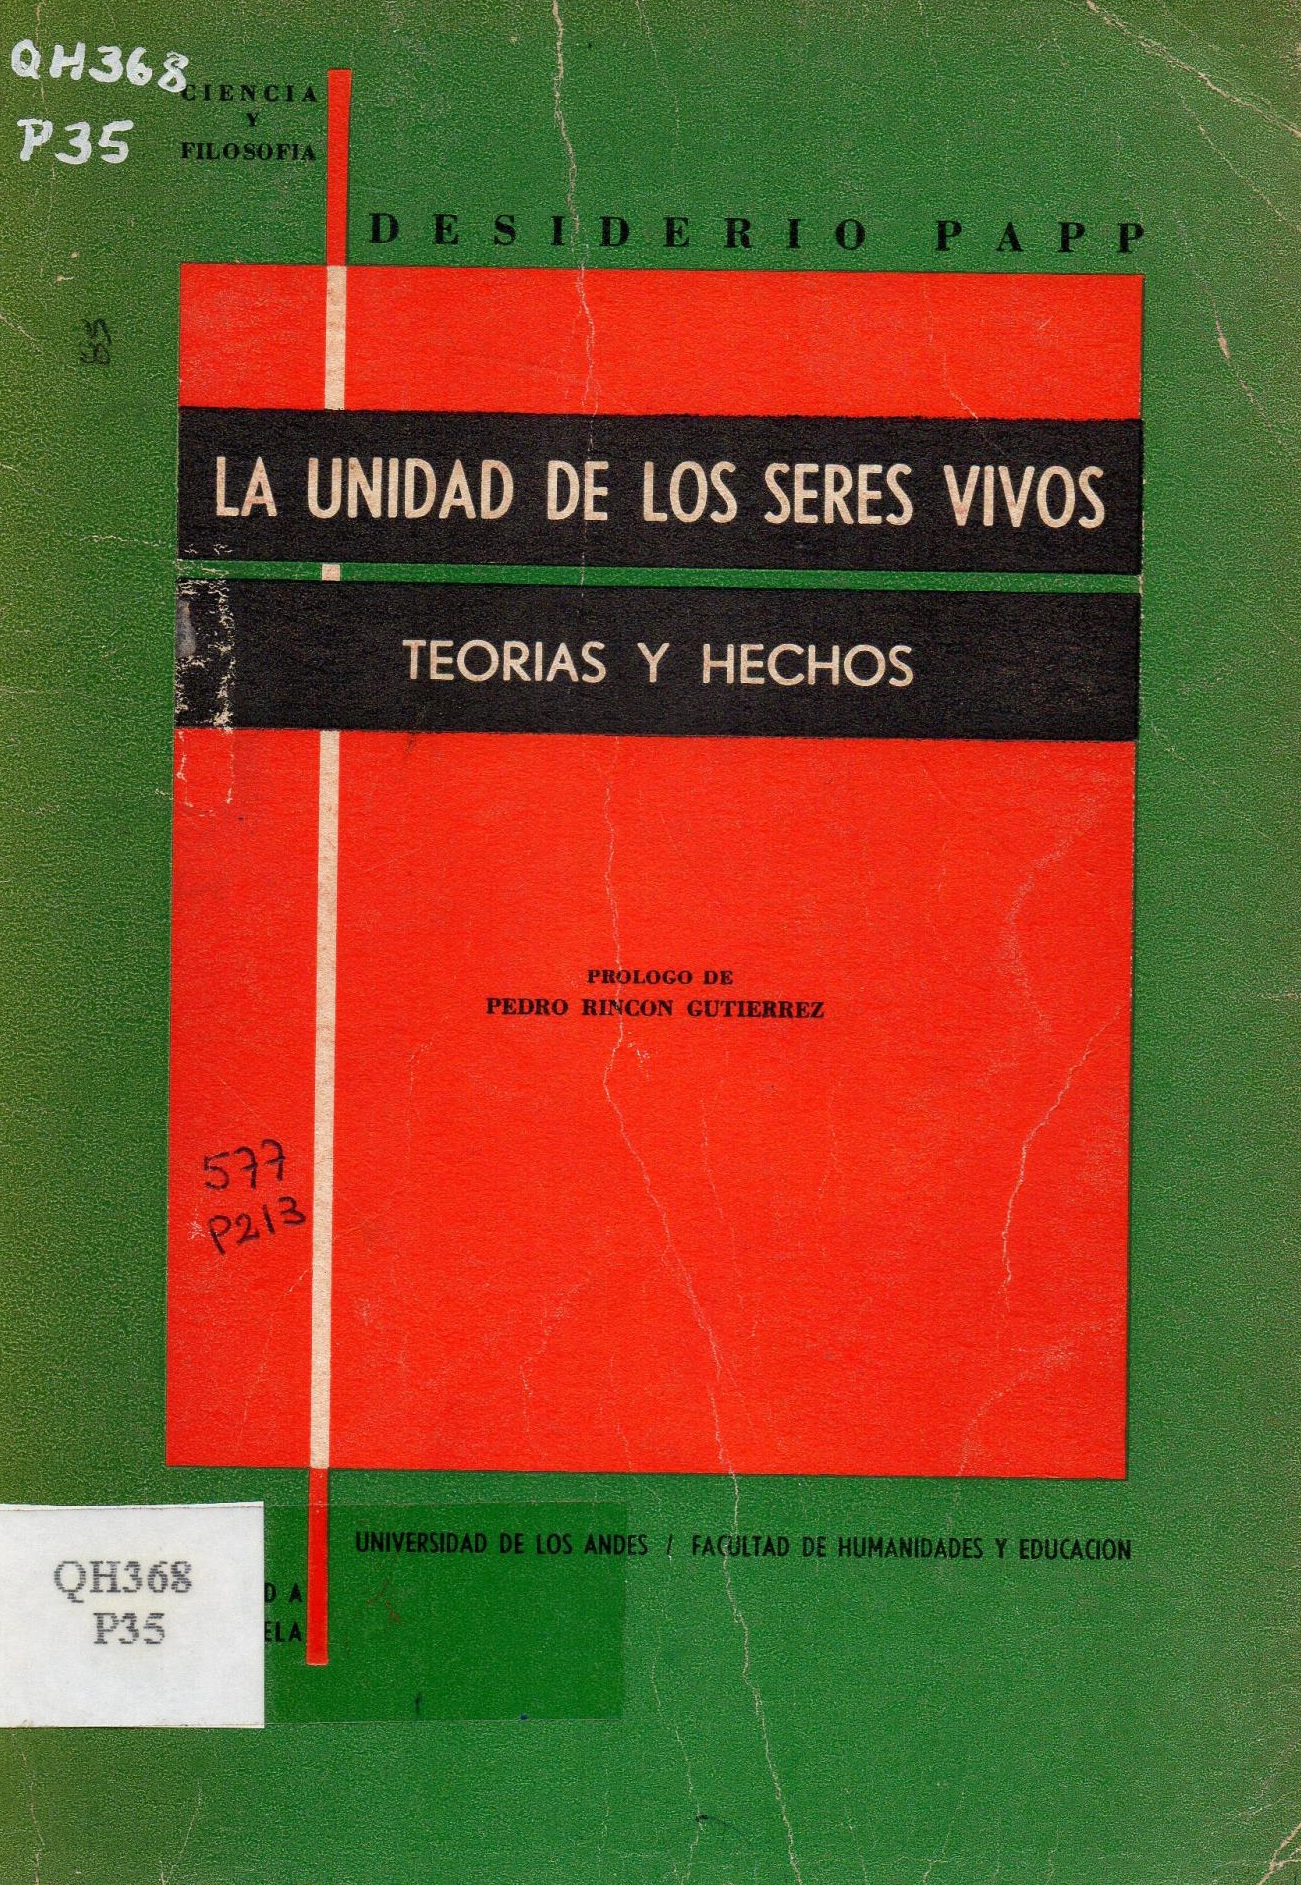 QH368
P35
CIENCIA
Y
FILOSOFIA
DESIDERIO PAPP
LA UNIDAD DE LOS SERES VIVOS
TEORIAS Y HECHOS
PROLOGO DE
PEDRO RINCON GUTIERREZ
577
P213
UNIVERSIDAD DE LOS ANDES / FACULTAD DE HUMANIDADES Y EDUCACION
QH368
P35
D A
ELA